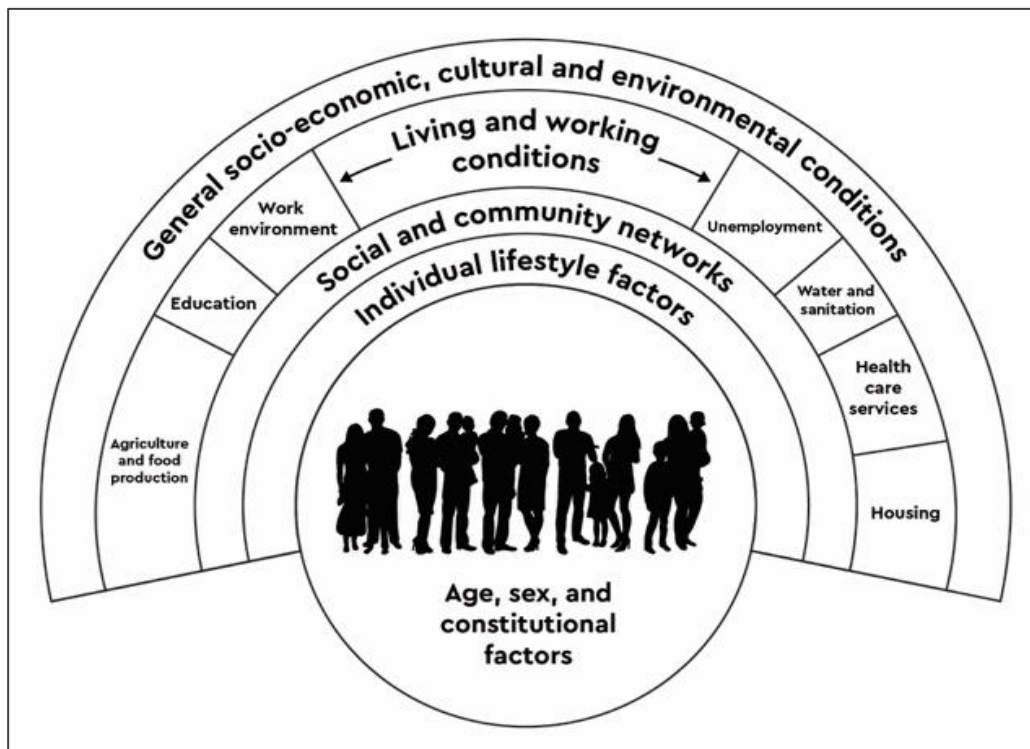 General socio-economic, cultural and environmental conditions
Living and working
conditions
Work
environment
Unemployment
Education
Water and
sanitation
Agriculture
and food
production
Health
care
services
Housing
Social and community networks
Individual lifestyle factors
Age, sex, and
constitutional
factors